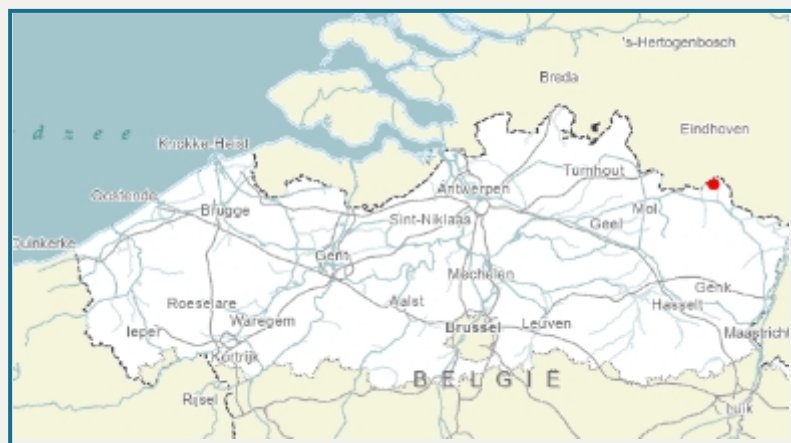 's-Hertogenbosch
Breda
d z e e
Eindhoven
Knokke-Heist
Turnhout
Antwerpen
Oostende
Mol
Brugge
Sint-Niklaas
Geel
Duinkerke
Gent
Mechelen
Genk
Roeselare
Aalst
Hasselt
Waregem
Ieper
Brussel
Leuven
Maastricht
Kortrijk
BELGIË
Rijsel
Luik